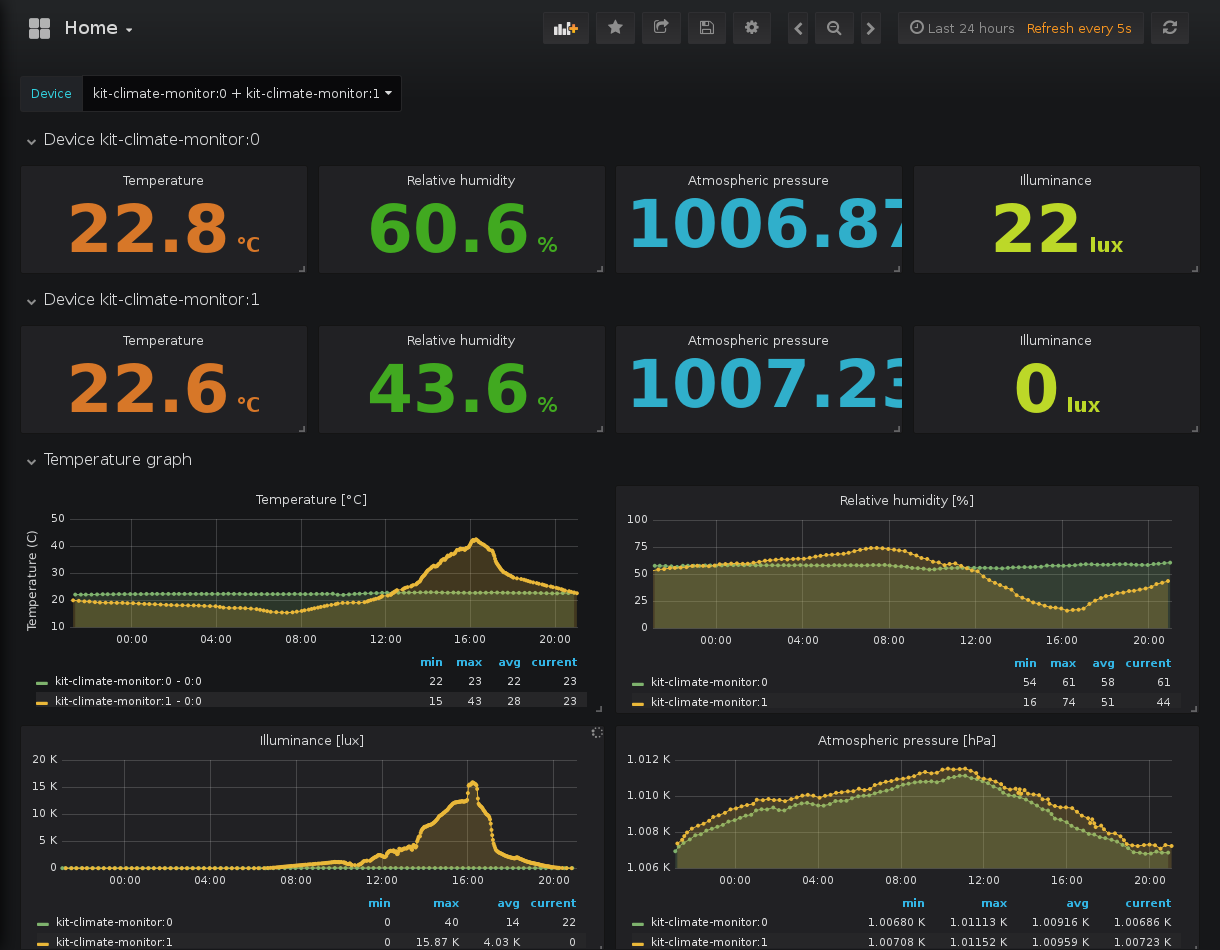 Home
Last 24 hours Refresh every 5s
Device kit-climate-monitor:0 + kit-climate-monitor:1
Device kit-climate-monitor:0
Temperature Relative humidity Atmospheric pressure Illuminance
22.8 °C 60.6 % 1006.87 22 lux
Device kit-climate-monitor:1
Temperature Relative humidity Atmospheric pressure Illuminance
22.6 °C 43.6 % 1007.23 0 lux
Temperature graph
Temperature [°C]
Temperature (C)
50
40
30
20
10
00:00 04:00 08:00 12:00 16:00 20:00
min max avg current
kit-climate-monitor:0 - 0:0 22 23 22 23
kit-climate-monitor:1 - 0:0 15 43 28 23
Relative humidity [%]
100
75
50
25
0
00:00 04:00 08:00 12:00 16:00 20:00
min max avg current
kit-climate-monitor:0 54 61 58 61
kit-climate-monitor:1 16 74 51 44
Illuminance [lux]
20 K
15 K
10 K
5 K
0
00:00 04:00 08:00 12:00 16:00 20:00
min max avg current
kit-climate-monitor:0 0 40 14 22
kit-climate-monitor:1 0 15.87 K 4.03 K 0
Atmospheric pressure [hPa]
1.012 K
1.010 K
1.008 K
1.006 K
00:00 04:00 08:00 12:00 16:00 20:00
min max avg current
kit-climate-monitor:0 1.00680 K 1.01113 K 1.00916 K 1.00686 K
kit-climate-monitor:1 1.00708 K 1.01152 K 1.00959 K 1.00723 K